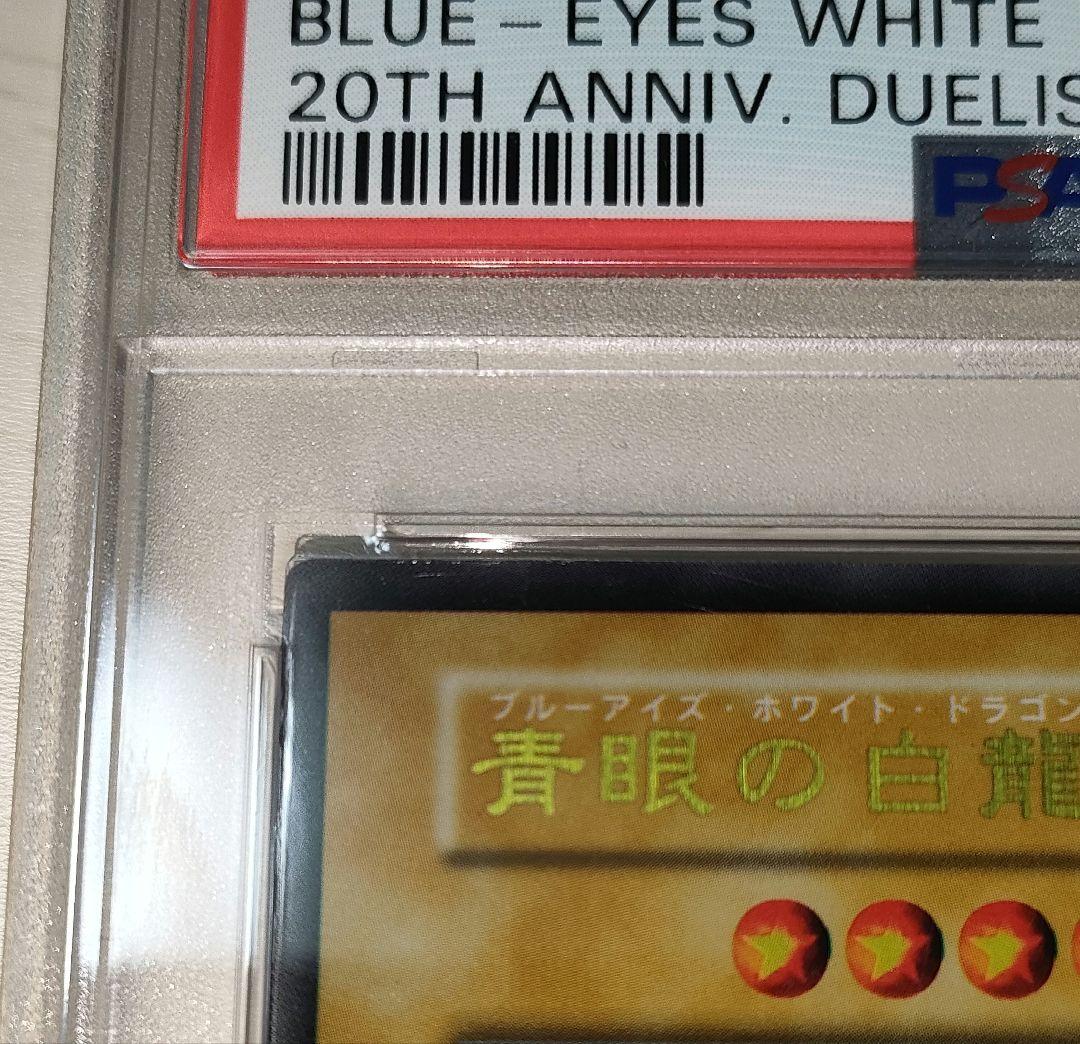 BLUE-EYES WHITE
20TH ANNIV. DUELIS
PSA
ブルーアイズ・ホワイト・ドラゴン
青眼の白龍